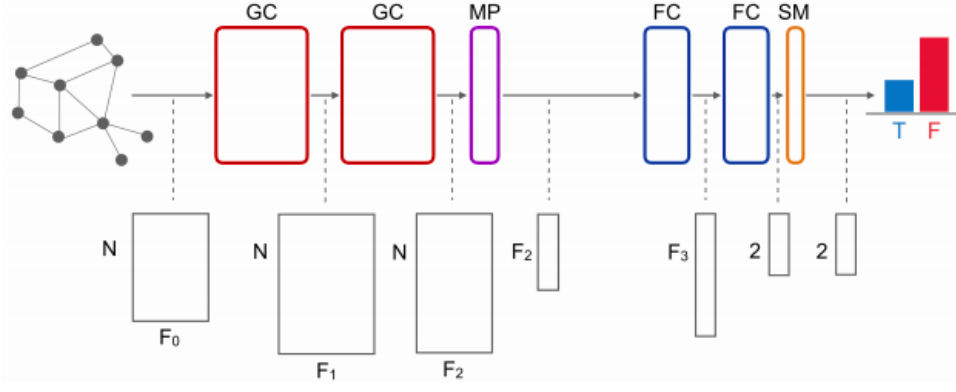 GC GC MP FC FC SM
T F
N N N F₂ F₃ 2 2
F₀ F₁ F₂